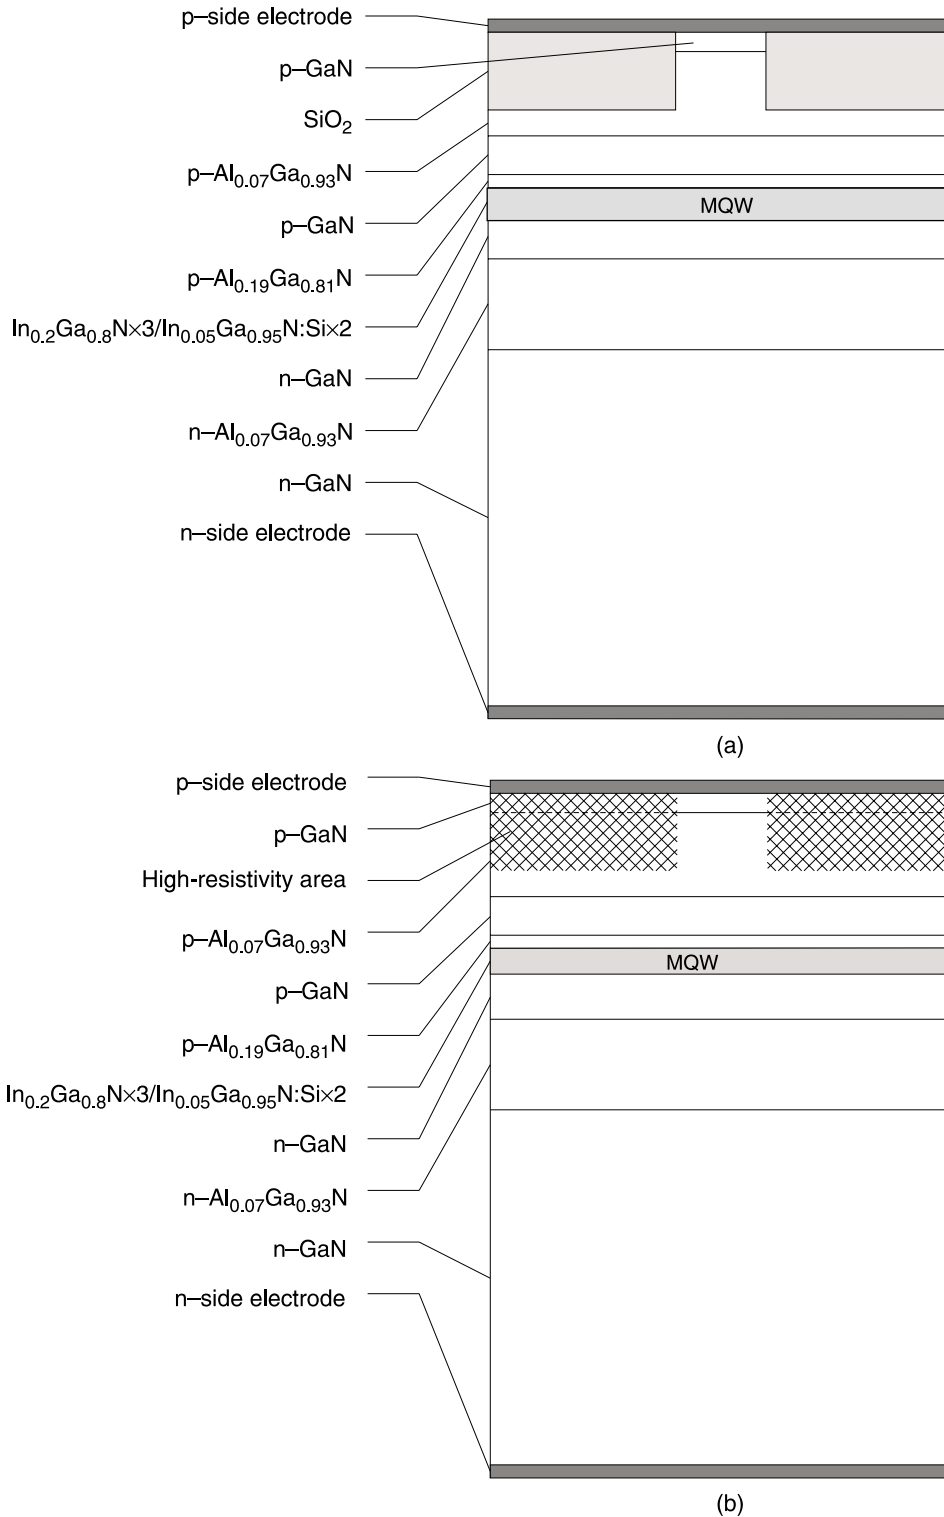 p–side electrode
p–GaN
SiO₂
p–Al₀.₀₇Ga₀.₉₃N
p–GaN
MQW
p–Al₀.₁₉Ga₀.₈₁N
In₀.₂Ga₀.₈N×3/In₀.₀₅Ga₀.₉₅N:Si×2
n–GaN
n–Al₀.₀₇Ga₀.₉₃N
n–GaN
n–side electrode
(a)
p–side electrode
p–GaN
High-resistivity area
p–Al₀.₀₇Ga₀.₉₃N
MQW
p–GaN
p–Al₀.₁₉Ga₀.₈₁N
In₀.₂Ga₀.₈N×3/In₀.₀₅Ga₀.₉₅N:Si×2
n–GaN
n–Al₀.₀₇Ga₀.₉₃N
n–GaN
n–side electrode
(b)